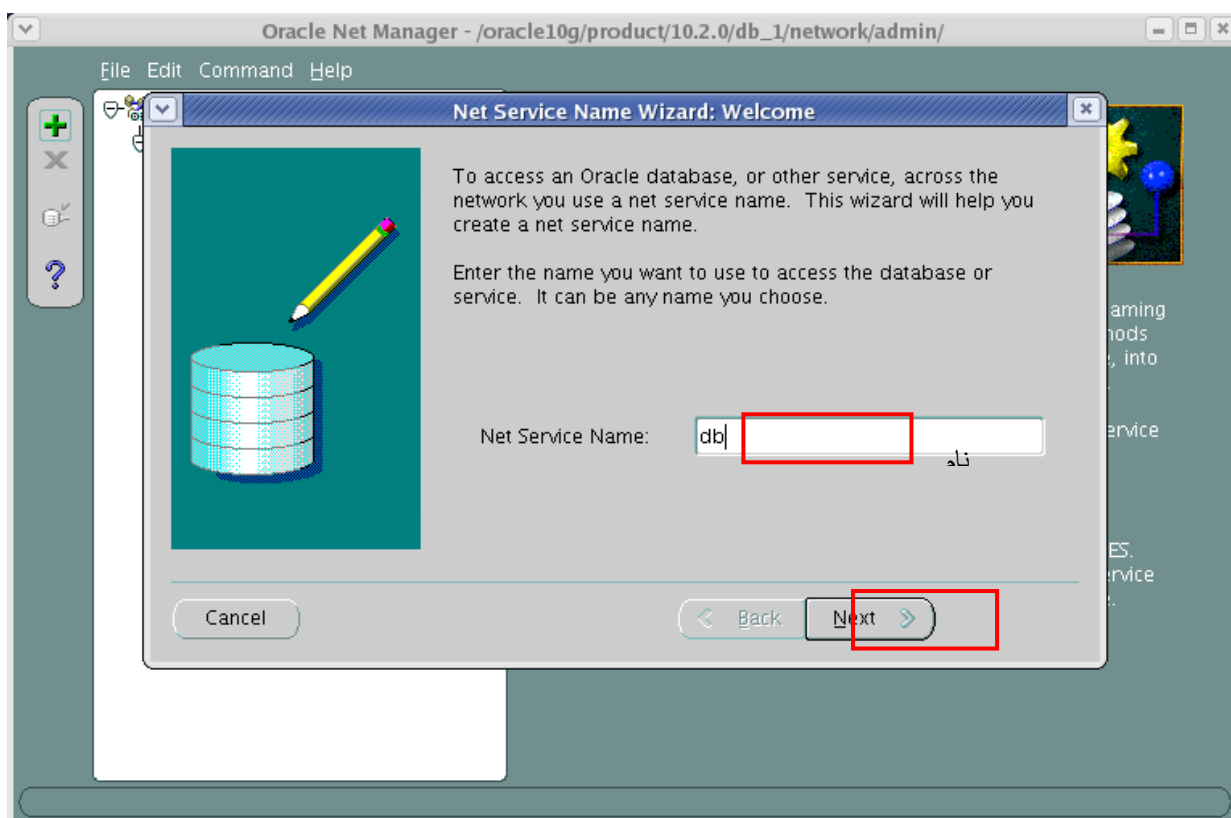 Oracle Net Manager - /oracle10g/product/10.2.0/db_1/network/admin/
File Edit Command Help
Net Service Name Wizard: Welcome
To access an Oracle database, or other service, across the
network you use a net service name. This wizard will help you
create a net service name.
Enter the name you want to use to access the database or
service. It can be any name you choose.
Net Service Name: db
Cancel
Back
Next
, into
ervice
ES.